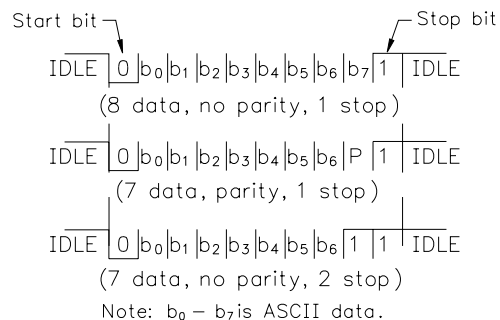 Start bit Stop bit
IDLE 0 b₀ b₁ b₂ b₃ b₄ b₅ b₆ b₇ 1 IDLE
(8 data, no parity, 1 stop)
IDLE 0 b₀ b₁ b₂ b₃ b₄ b₅ b₆ P 1 IDLE
(7 data, parity, 1 stop)
IDLE 0 b₀ b₁ b₂ b₃ b₄ b₅ b₆ 1 1 IDLE
(7 data, no parity, 2 stop)
Note: b₀ – b₇ is ASCII data.